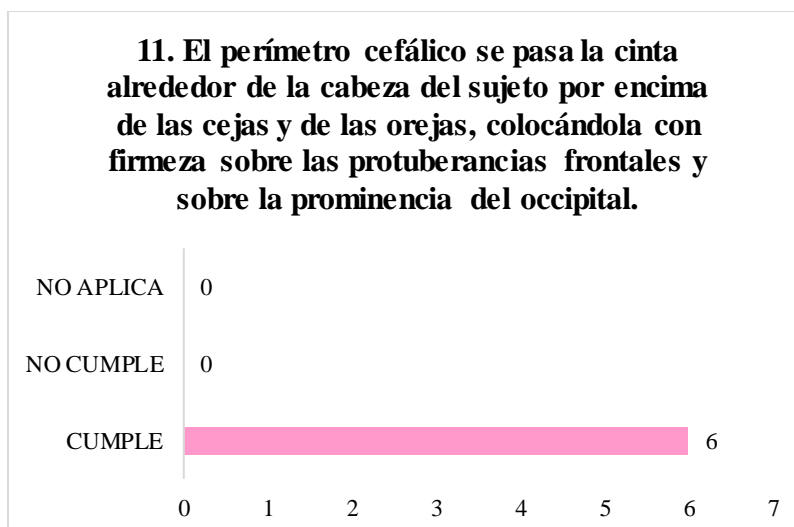 11. El perímetro cefálico se pasa la cinta
alrededor de la cabeza del sujeto por encima
de las cejas y de las orejas, colocándola con
firmeza sobre las protuberancias frontales y
sobre la prominencia del occipital.
NO APLICA 0
NO CUMPLE 0
CUMPLE 6
0 1 2 3 4 5 6 7